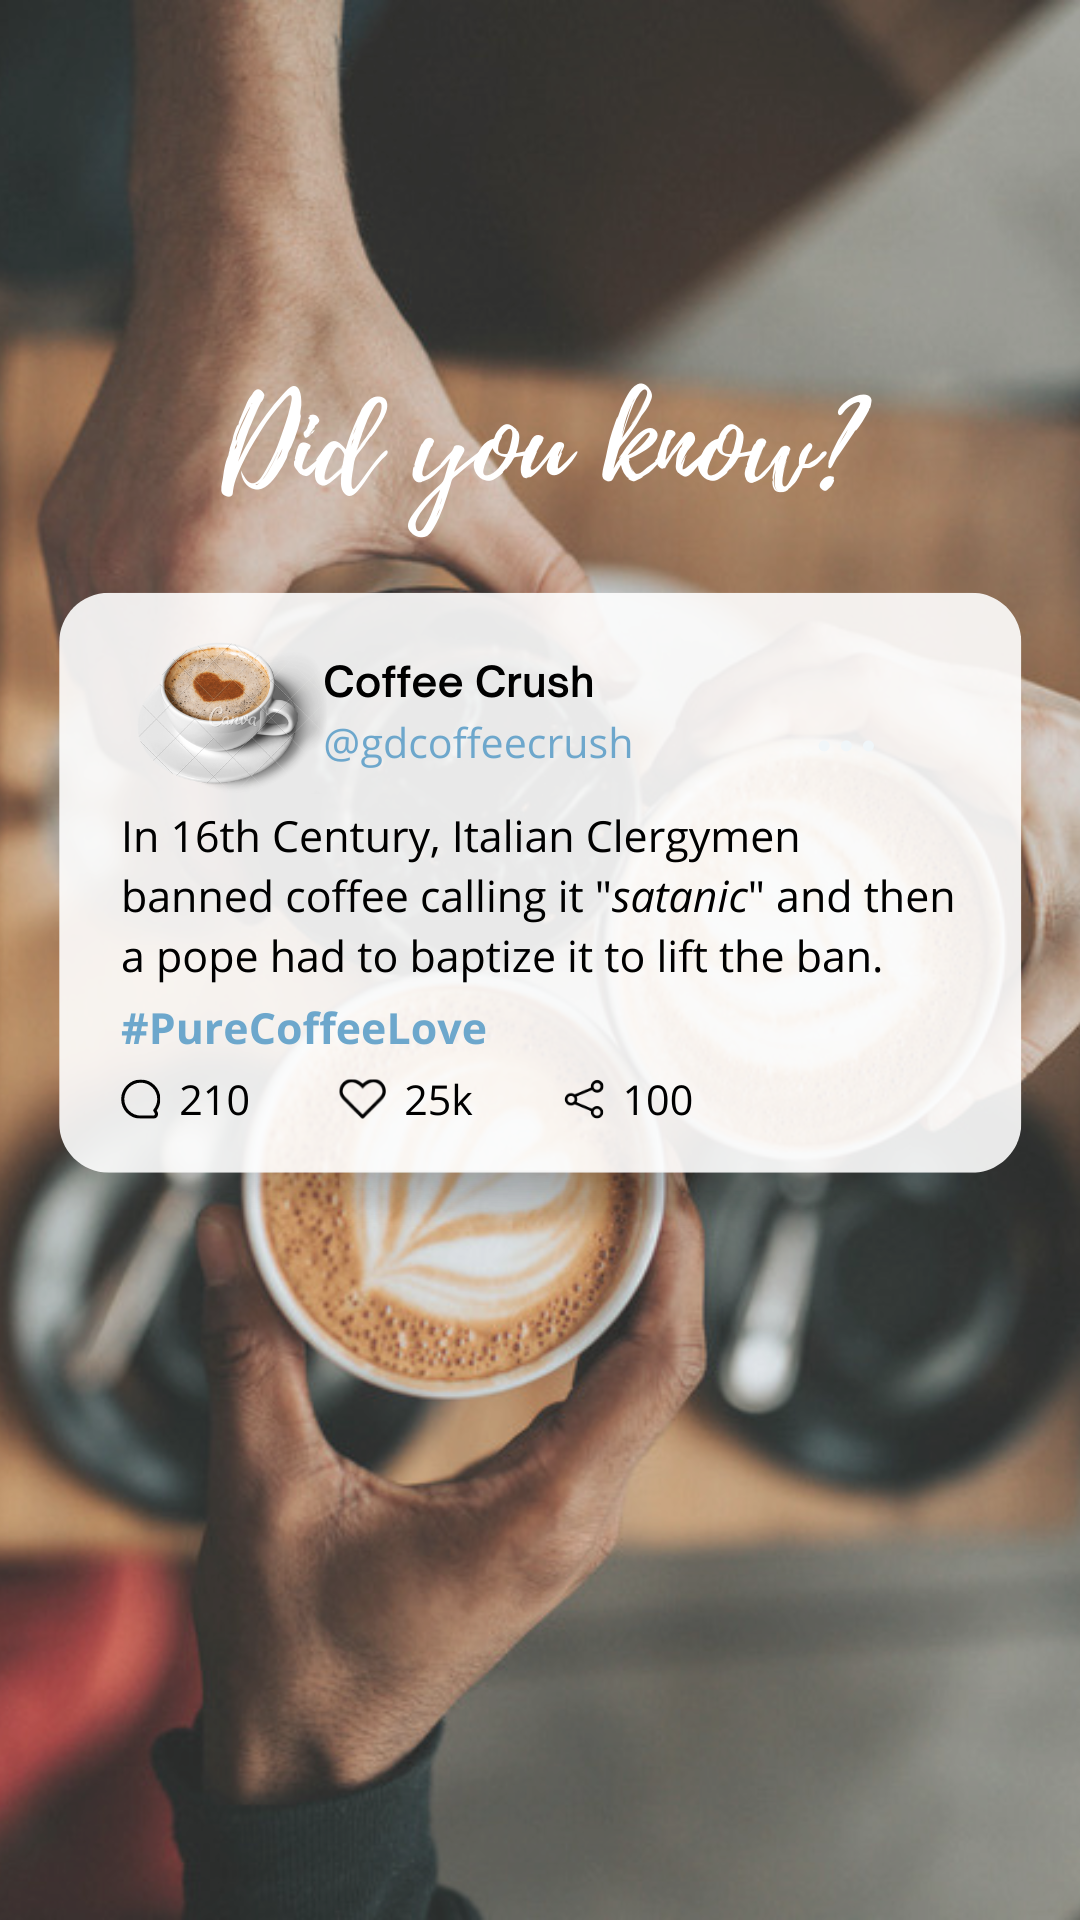 Did you know?
Canva
Coffee Crush
@gdcoffeecrush
In 16th Century, Italian Clergymen
banned coffee calling it "satanic" and then
a pope had to baptize it to lift the ban.
#PureCoffeeLove
210 25k 100